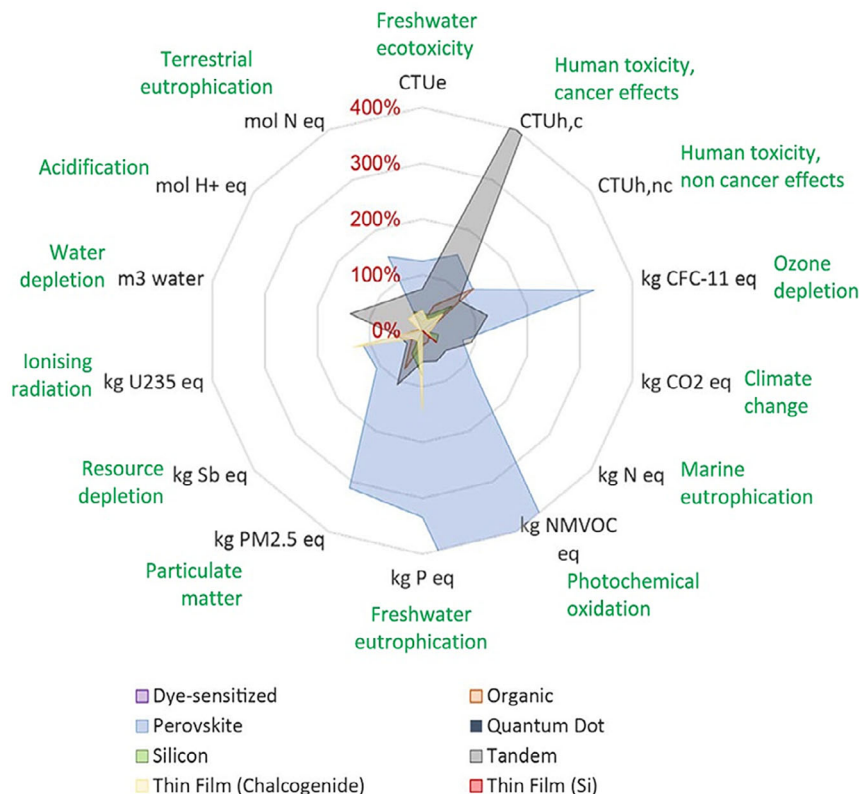 Freshwater
ecotoxicity
CTUe
Terrestrial
eutrophication
mol N eq
Human toxicity,
cancer effects
CTUh,c
400%
300%
200%
100%
0%
Acidification
mol H+ eq
Human toxicity,
non cancer effects
CTUh,nc
Water
depletion
m3 water
kg CFC-11 eq
Ozone
depletion
Ionising
radiation
kg U235 eq
kg CO2 eq
Climate
change
Resource
depletion
kg Sb eq
kg N eq
Marine
eutrophication
kg PM2.5 eq
Particulate
matter
kg NMVOC
eq
Photochemical
oxidation
kg P eq
Freshwater
eutrophication
Dye-sensitized
Organic
Perovskite
Quantum Dot
Silicon
Tandem
Thin Film (Chalcogenide)
Thin Film (Si)